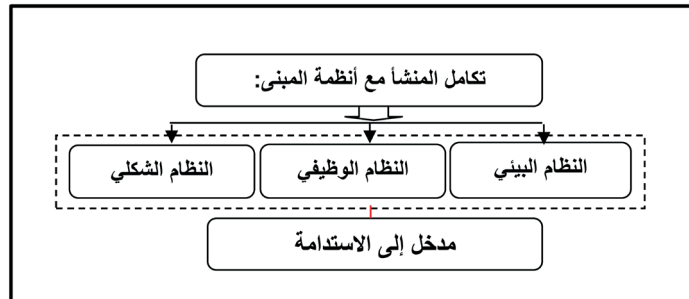 تكامل المنشأ مع أنظمة المبنى:
النظام البيئي
النظام الوظيفي
النظام الشكلي
مدخل إلى الاستدامة